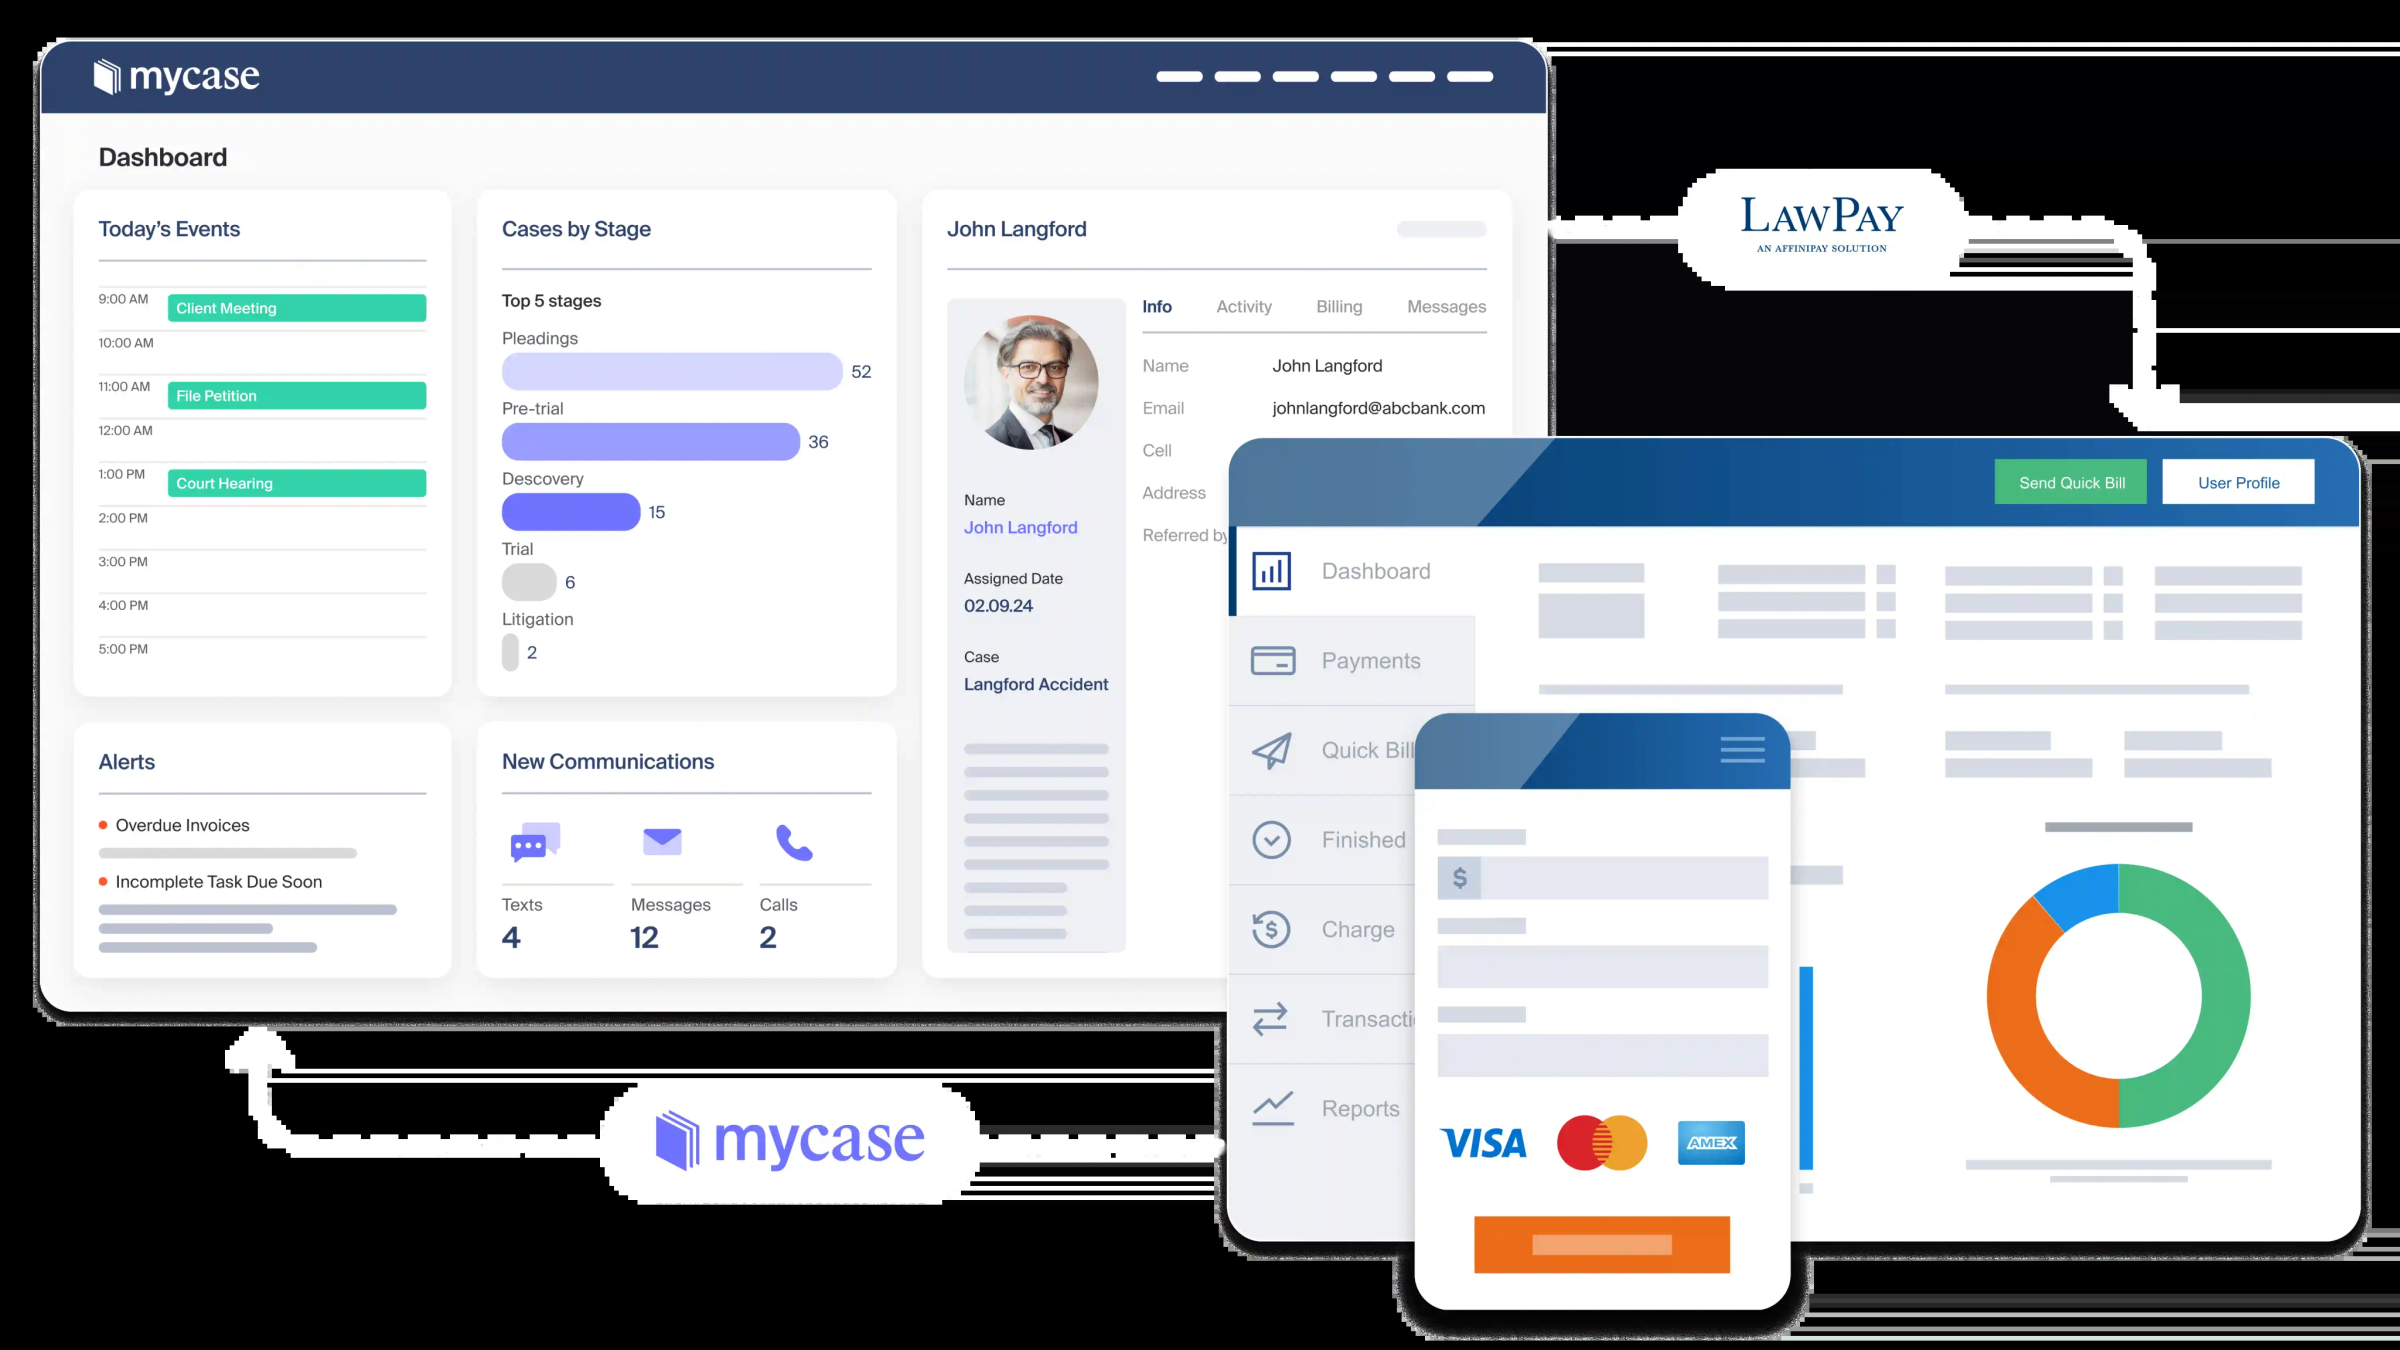 mycase
Dashboard
Today’s Events
9:00 AM Client Meeting
10:00 AM
11:00 AM File Petition
12:00 AM
1:00 PM Court Hearing
2:00 PM
3:00 PM
4:00 PM
5:00 PM
Cases by Stage
Top 5 stages
Pleadings
52
Pre-trial
36
Descovery
15
Trial
6
Litigation
2
John Langford
Name
John Langford
Assigned Date
02.09.24
Case
Langford Accident
Info Activity Billing Messages
Name John Langford
Email johnlangford@abcbank.com
Cell
Address
Referred by
Alerts
Overdue Invoices
Incomplete Task Due Soon
New Communications
Texts Messages Calls
4 12 2
LAWPAY
AN AFFINIPAY SOLUTION
Send Quick Bill User Profile
Dashboard
Payments
Quick Bill
Finished
Charge
Transacti
Reports
$
VISA
AMEX
mycase